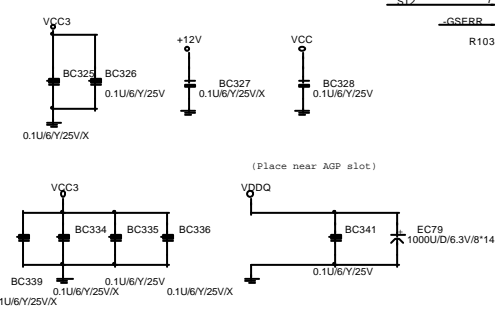 S12
-GSERR
R103
VCC3
BC325
BC326
0.1U/6/Y/25V
0.1U/6/Y/25V/X
+12V
BC327
0.1U/6/Y/25V/X
VCC
BC328
0.1U/6/Y/25V
(Place near AGP slot)
VCC3
BC334
BC335
BC336
BC339
0.1U/6/Y/25V
0.1U/6/Y/25V/X
0.1U/6/Y/25V/X
1U/6/Y/25V/X
VDDQ
BC341
0.1U/6/Y/25V
EC79
1000U/D/6.3V/8*14